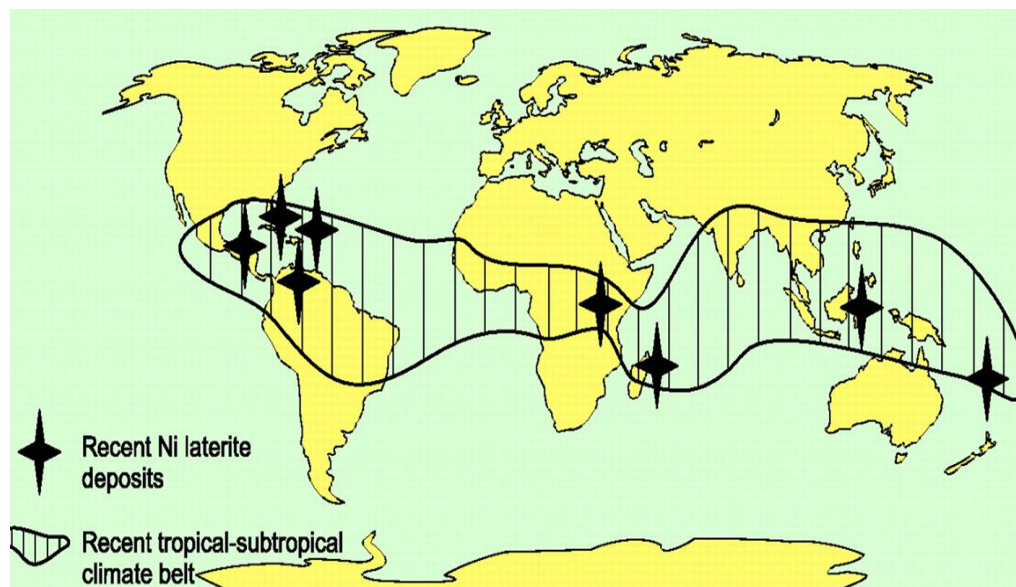 Recent Ni laterite
deposits
Recent tropical-subtropical
climate belt